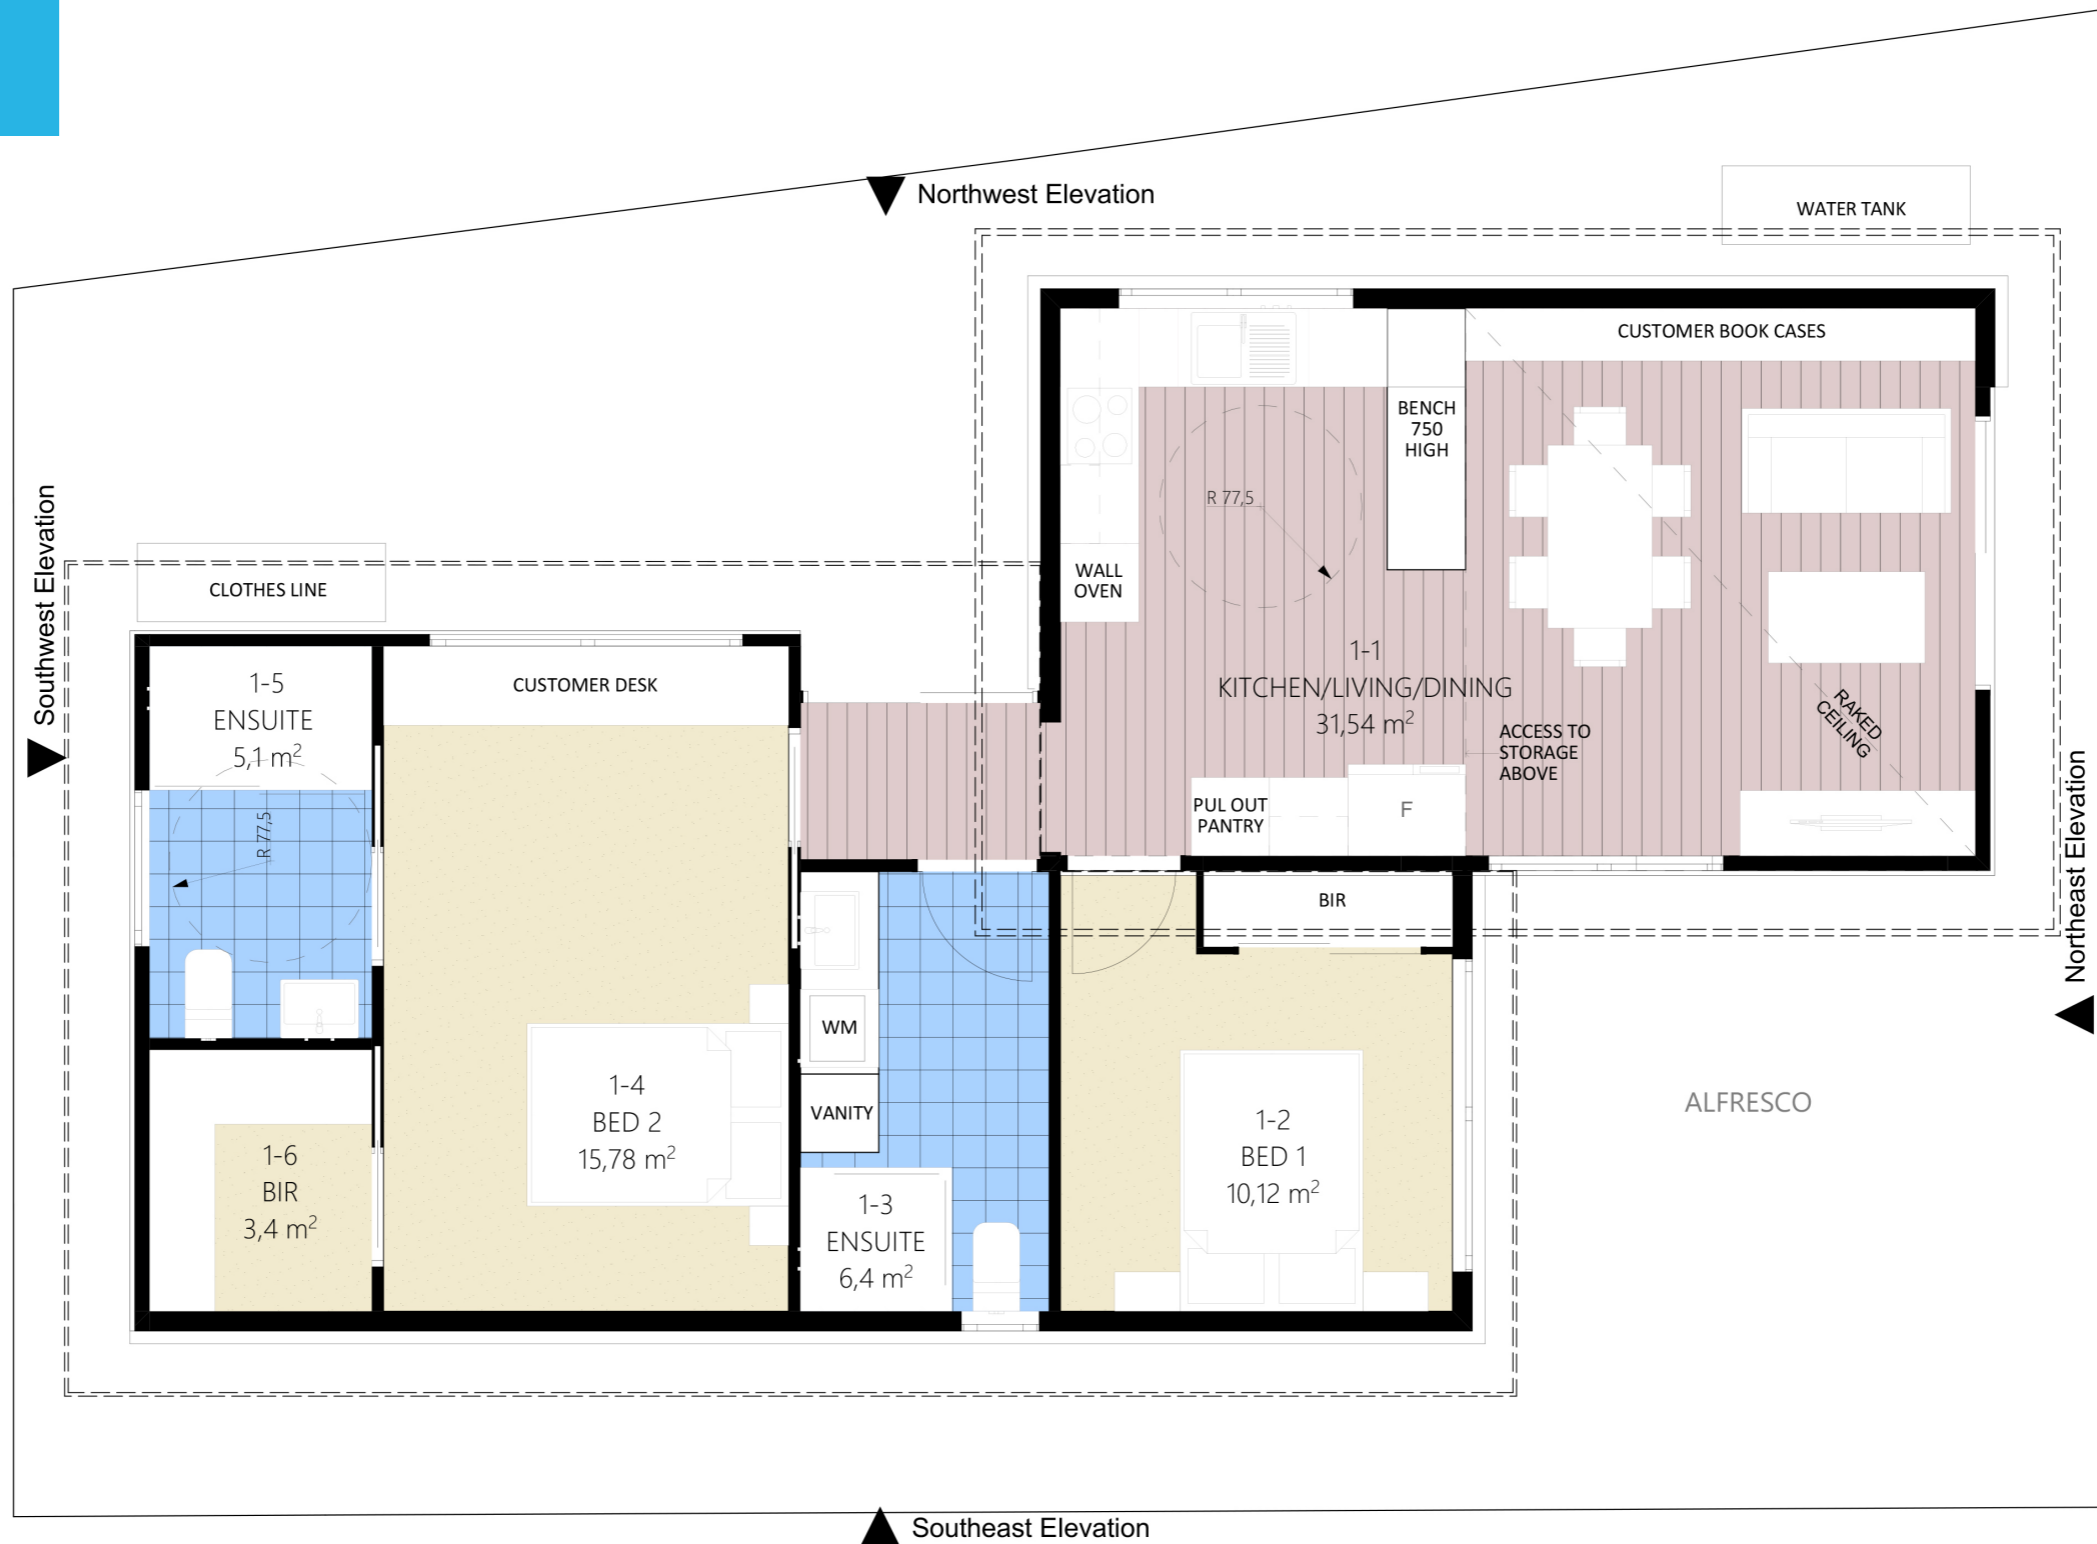 Northwest Elevation
WATER TANK
CUSTOMER BOOK CASES
BENCH
750
HIGH
R 77,5
WALL
OVEN
1-1
KITCHEN/LIVING/DINING
31,54 m²
ACCESS TO
STORAGE
ABOVE
RAKED
CEILING
PUL OUT
PANTRY
F
Southwest Elevation
CLOTHES LINE
1-5
ENSUITE
5,1 m²
R 77,5
CUSTOMER DESK
BIR
Northeast Elevation
WM
VANITY
1-4
BED 2
15,78 m²
1-2
BED 1
10,12 m²
ALFRESCO
1-6
BIR
3,4 m²
1-3
ENSUITE
6,4 m²
Southeast Elevation